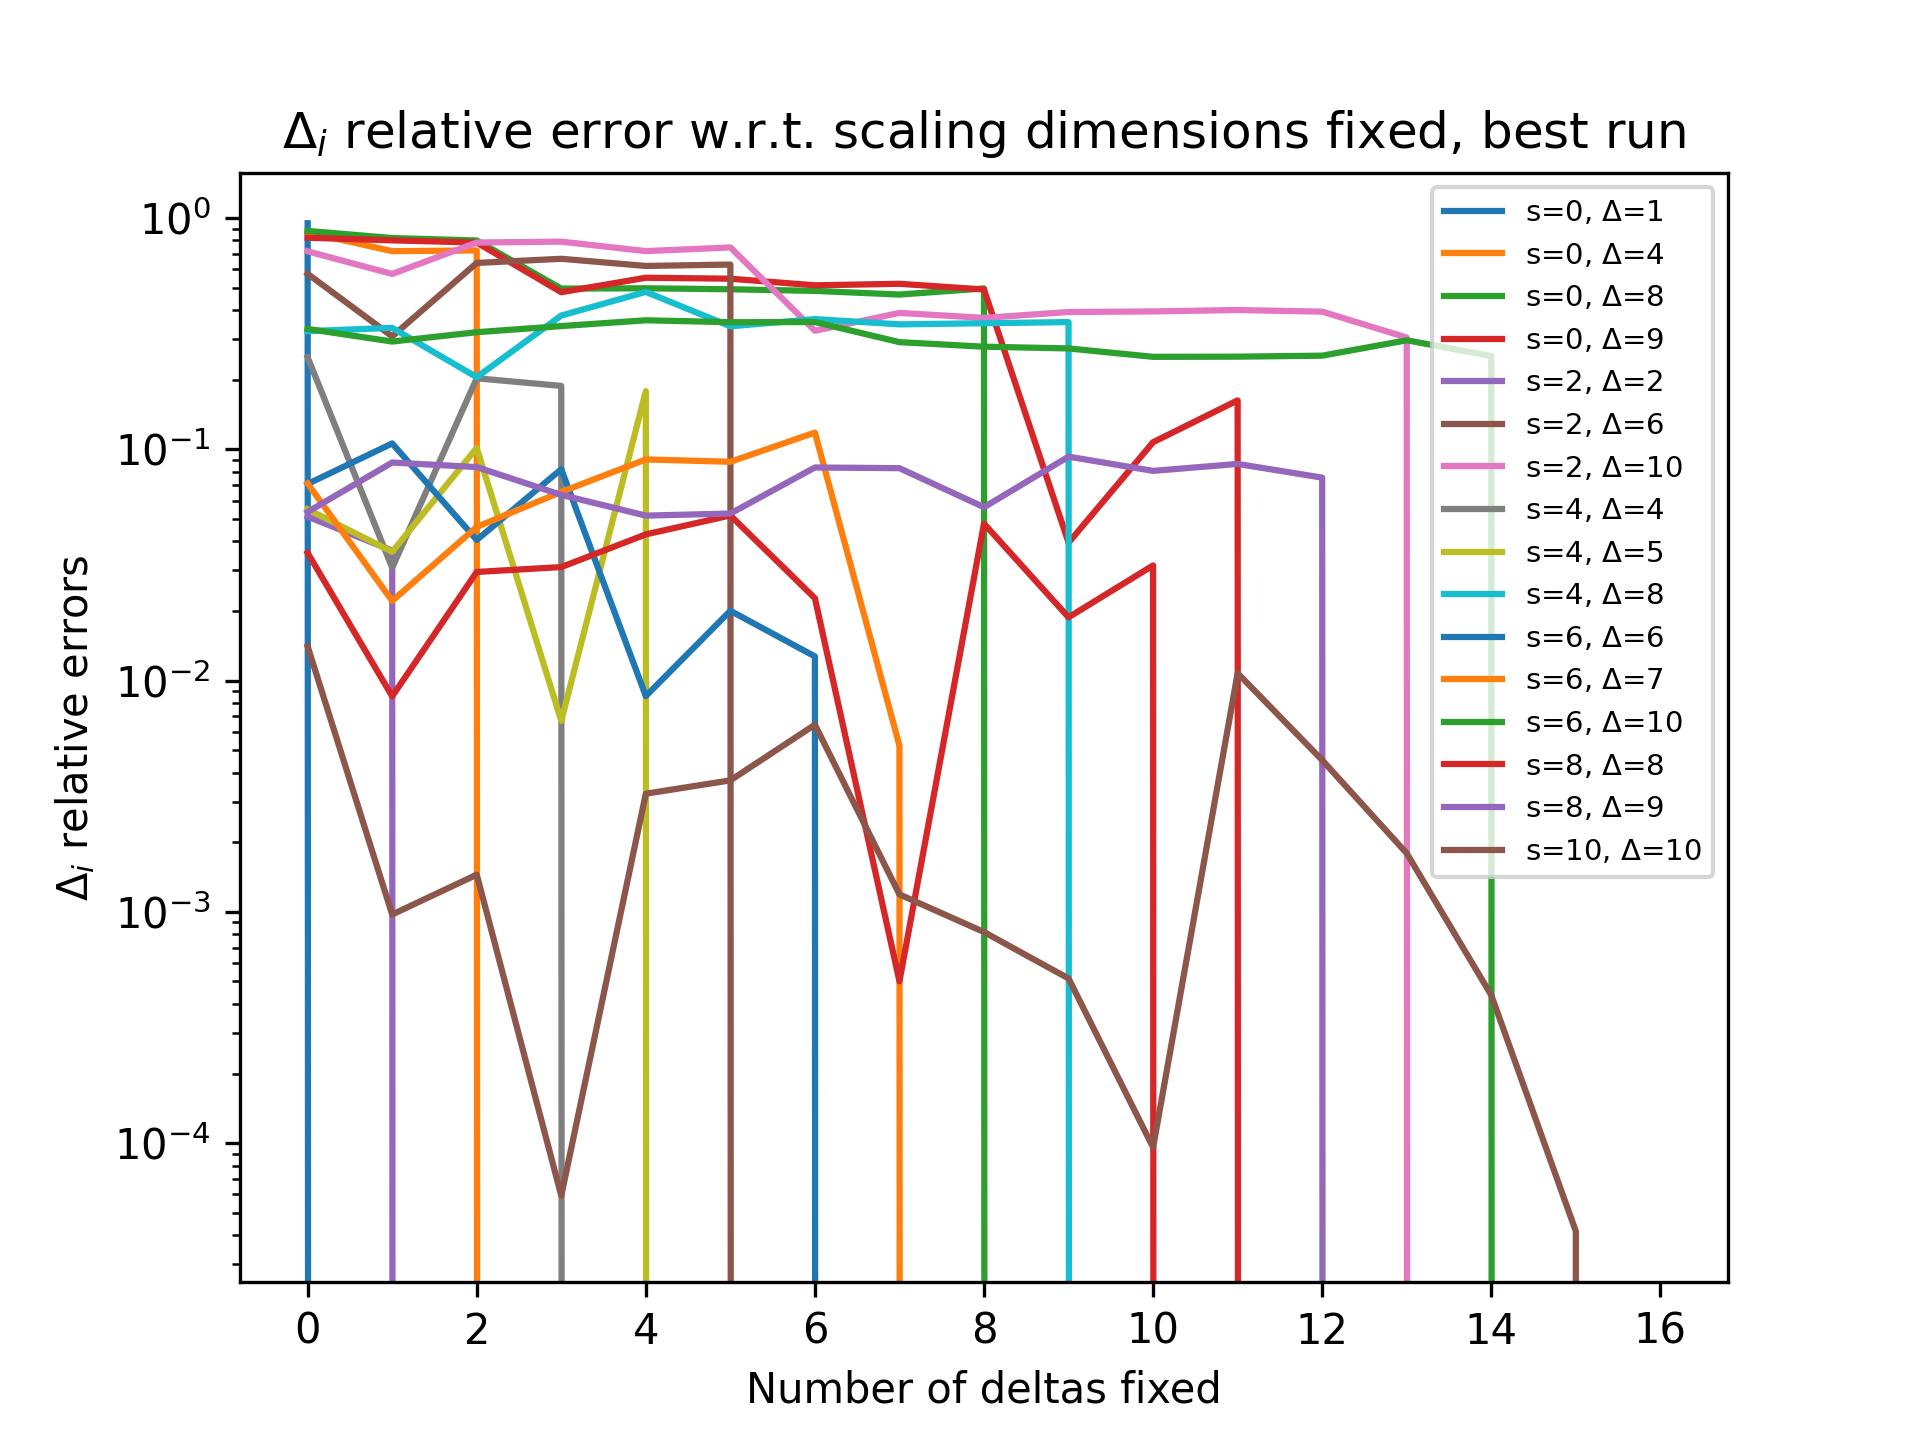 Δᵢ relative error w.r.t. scaling dimensions fixed, best run
10⁰
10⁻¹
10⁻²
10⁻³
10⁻⁴
Δᵢ relative errors
s=0, Δ=1
s=0, Δ=4
s=0, Δ=8
s=0, Δ=9
s=2, Δ=2
s=2, Δ=6
s=2, Δ=10
s=4, Δ=4
s=4, Δ=5
s=4, Δ=8
s=6, Δ=6
s=6, Δ=7
s=6, Δ=10
s=8, Δ=8
s=8, Δ=9
s=10, Δ=10
0 2 4 6 8 10 12 14 16
Number of deltas fixed